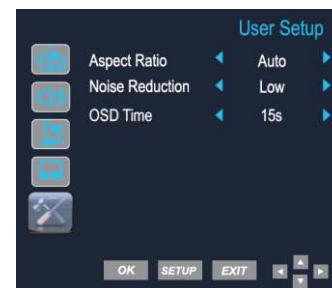 User Setup
Aspect Ratio Auto
Noise Reduction Low
OSD Time 15s
OK SETUP EXIT